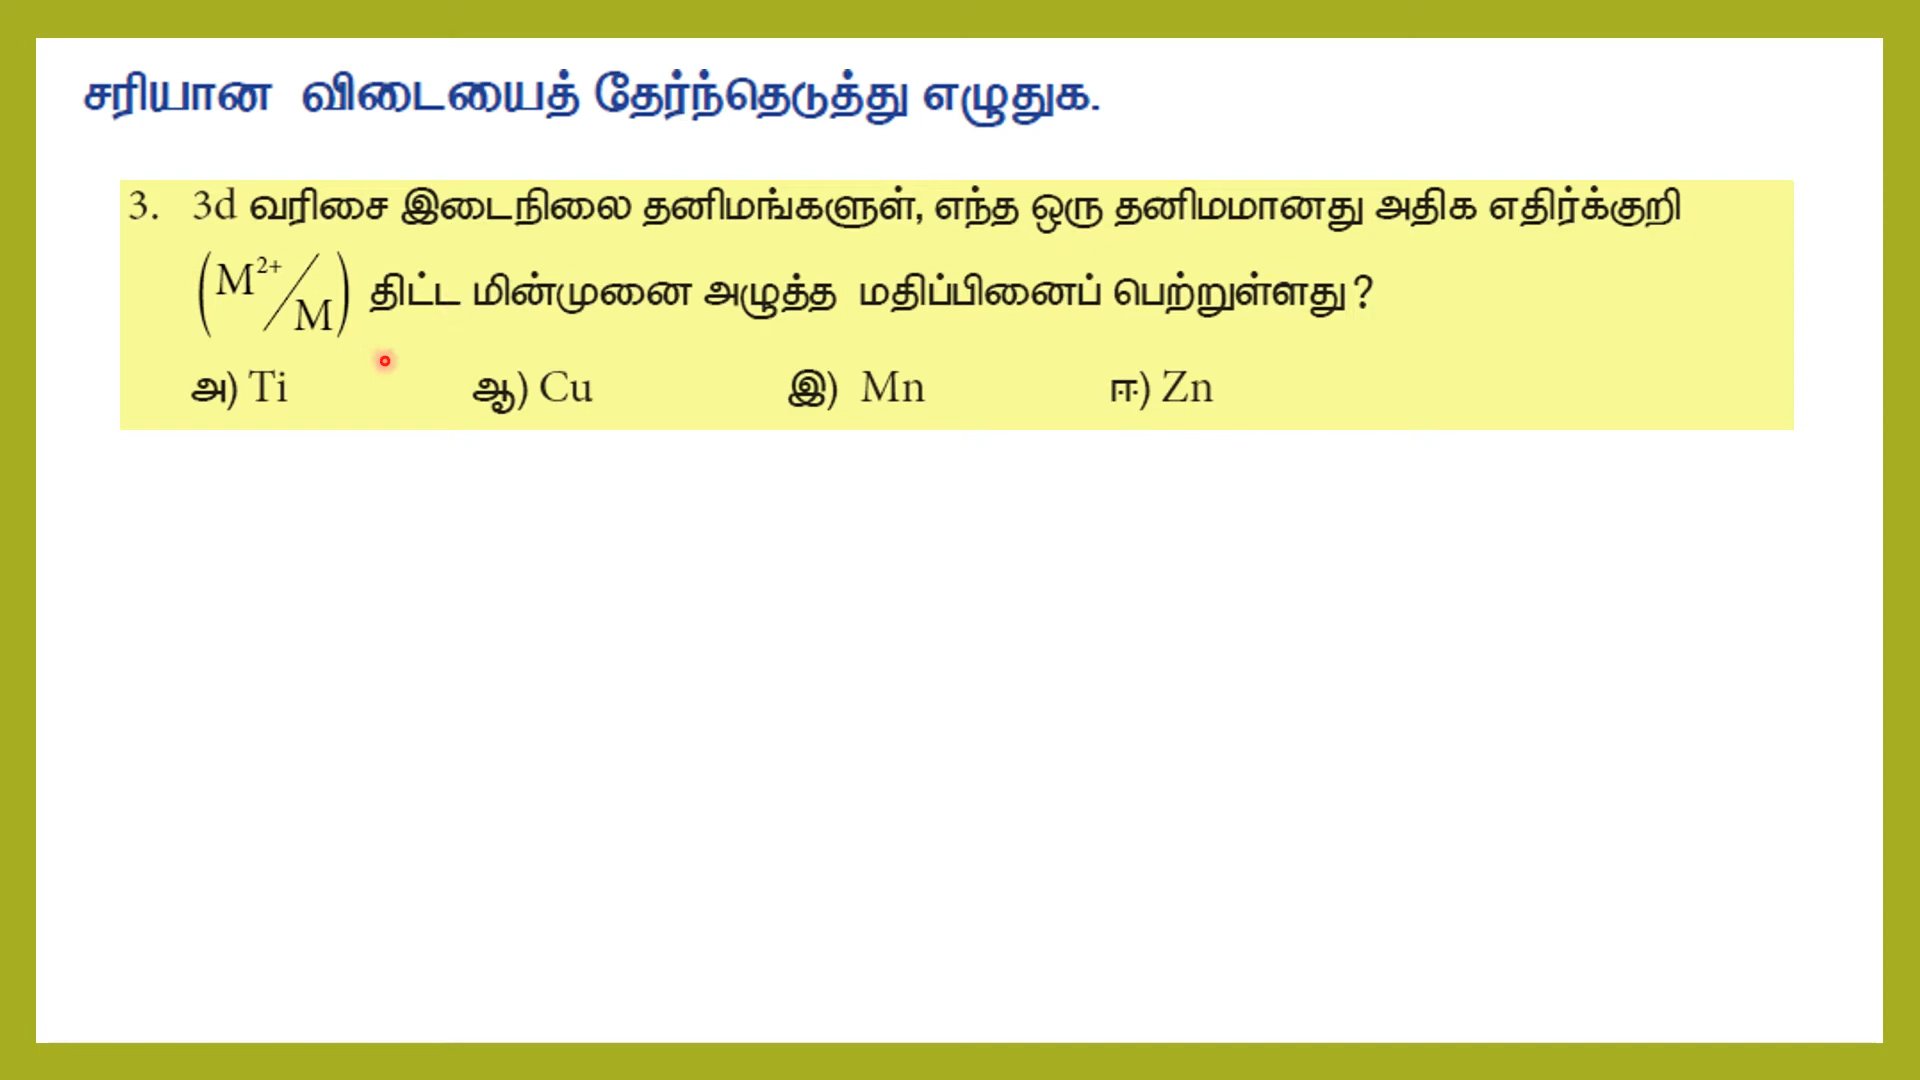 சரியான விடையைத் தேர்ந்தெடுத்து எழுதுக.
3. 3d வரிசை இடைநிலை தனிமங்களுள், எந்த ஒரு தனிமமானது அதிக எதிர்க்குறி
(M²⁺/M) திட்ட மின்முனை அழுத்த மதிப்பினைப் பெற்றுள்ளது?
அ) Ti ஆ) Cu இ) Mn ஈ) Zn